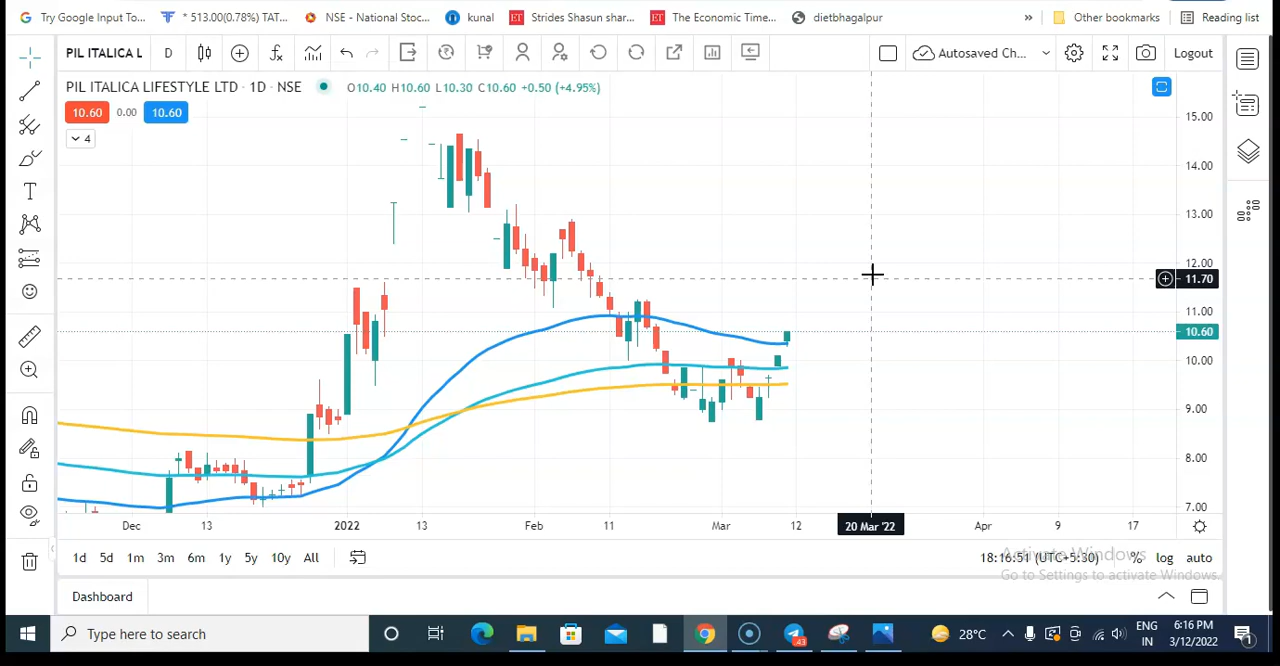 Try Google Input To...
* 513.00(0.78%) TAT...
NSE - National Stoc...
kunal
Strides Shasun shar...
The Economic Time...
dietbhagalpur
»
Other bookmarks
Reading list
PIL ITALICA L
D
Autosaved Ch...
Logout
PIL ITALICA LIFESTYLE LTD · 1D · NSE
O10.40 H10.60 L10.30 C10.60 +0.50 (+4.95%)
10.60
0.00
10.60
4
15.00
14.00
13.00
12.00
11.70
11.00
10.60
10.00
9.00
8.00
7.00
Dec
13
2022
13
Feb
11
Mar
12
20 Mar '22
Apr
9
17
1d
5d
1m
3m
6m
1y
5y
10y
All
18:16:51 (UTC+5:30)
%
log
auto
Activate Windows
Go to Settings to activate Windows.
Dashboard
Type here to search
43
28°C
ENG
IN
6:16 PM
3/12/2022
1